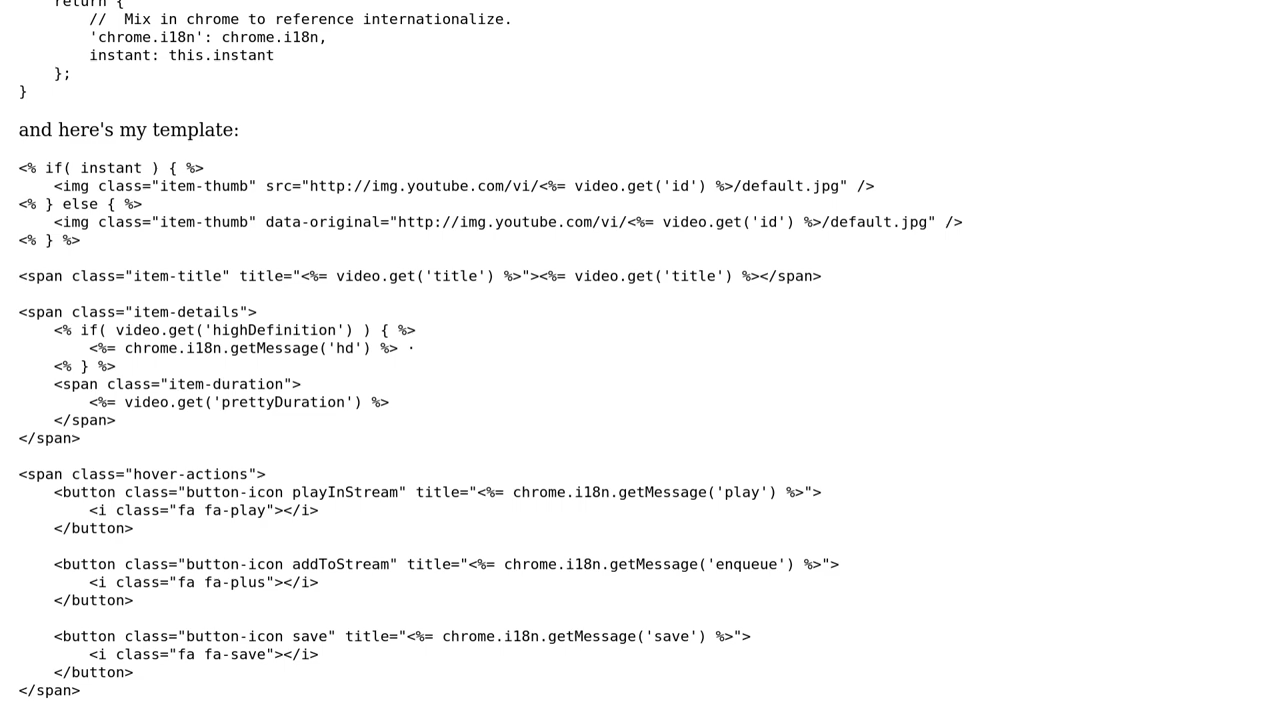 return {
        //  Mix in chrome to reference internationalize.
        'chrome.i18n': chrome.i18n,
        instant: this.instant
    };
}
and here's my template:
<% if( instant ) { %>
    <img class="item-thumb" src="http://img.youtube.com/vi/<%= video.get('id') %>/default.jpg" />
<% } else { %>
    <img class="item-thumb" data-original="http://img.youtube.com/vi/<%= video.get('id') %>/default.jpg" />
<% } %>
<span class="item-title" title="<%= video.get('title') %>"><%= video.get('title') %></span>
<span class="item-details">
    <% if( video.get('highDefinition') ) { %>
        <%= chrome.i18n.getMessage('hd') %> ·
    <% } %>
    <span class="item-duration">
        <%= video.get('prettyDuration') %>
    </span>
</span>
<span class="hover-actions">
    <button class="button-icon playInStream" title="<%= chrome.i18n.getMessage('play') %>">
        <i class="fa fa-play"></i>
    </button>
    <button class="button-icon addToStream" title="<%= chrome.i18n.getMessage('enqueue') %>">
        <i class="fa fa-plus"></i>
    </button>
    <button class="button-icon save" title="<%= chrome.i18n.getMessage('save') %>">
        <i class="fa fa-save"></i>
    </button>
</span>